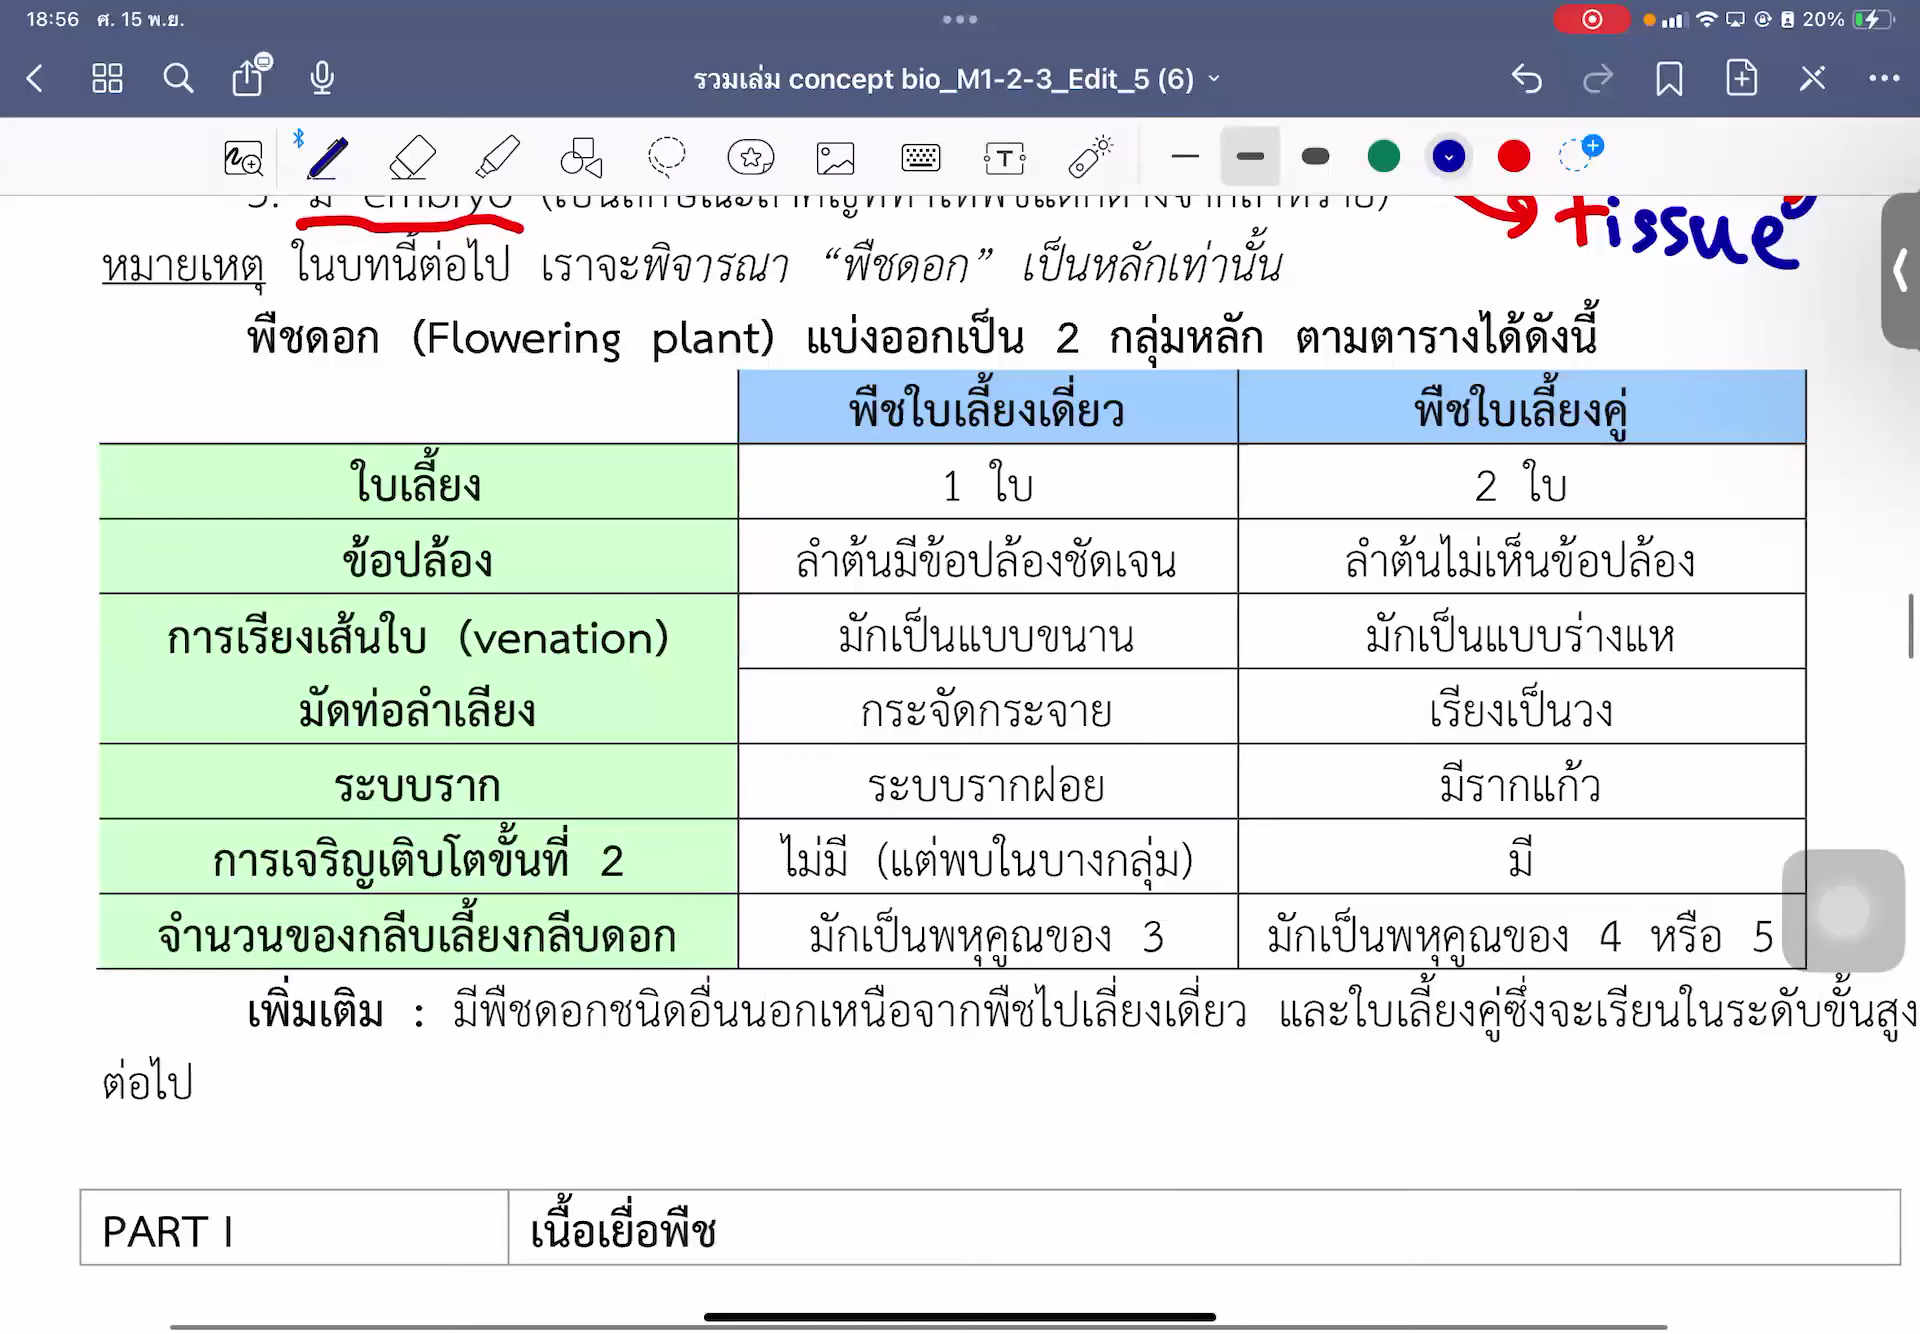 18:56 ศ. 15 พ.ย.
20%
รวมเล่ม concept bio_M1-2-3_Edit_5 (6)
มี embryo
tissue
หมายเหตุ ในบทนี้ต่อไป เราจะพิจารณา “พืชดอก” เป็นหลักเท่านั้น
พืชดอก (Flowering plant) แบ่งออกเป็น 2 กลุ่มหลัก ตามตารางได้ดังนี้
พืชใบเลี้ยงเดี่ยว พืชใบเลี้ยงคู่
ใบเลี้ยง 1 ใบ 2 ใบ
ข้อปล้อง ลำต้นมีข้อปล้องชัดเจน ลำต้นไม่เห็นข้อปล้อง
การเรียงเส้นใบ (venation) มักเป็นแบบขนาน มักเป็นแบบร่างแห
มัดท่อลำเลียง กระจัดกระจาย เรียงเป็นวง
ระบบราก ระบบรากฝอย มีรากแก้ว
การเจริญเติบโตขั้นที่ 2 ไม่มี (แต่พบในบางกลุ่ม) มี
จำนวนของกลีบเลี้ยงกลีบดอก มักเป็นพหุคูณของ 3 มักเป็นพหุคูณของ 4 หรือ 5
เพิ่มเติม : มีพืชดอกชนิดอื่นนอกเหนือจากพืชไปเลี่ยงเดี่ยว และใบเลี้ยงคู่ซึ่งจะเรียนในระดับขั้นสูง
ต่อไป
PART I เนื้อเยื่อพืช